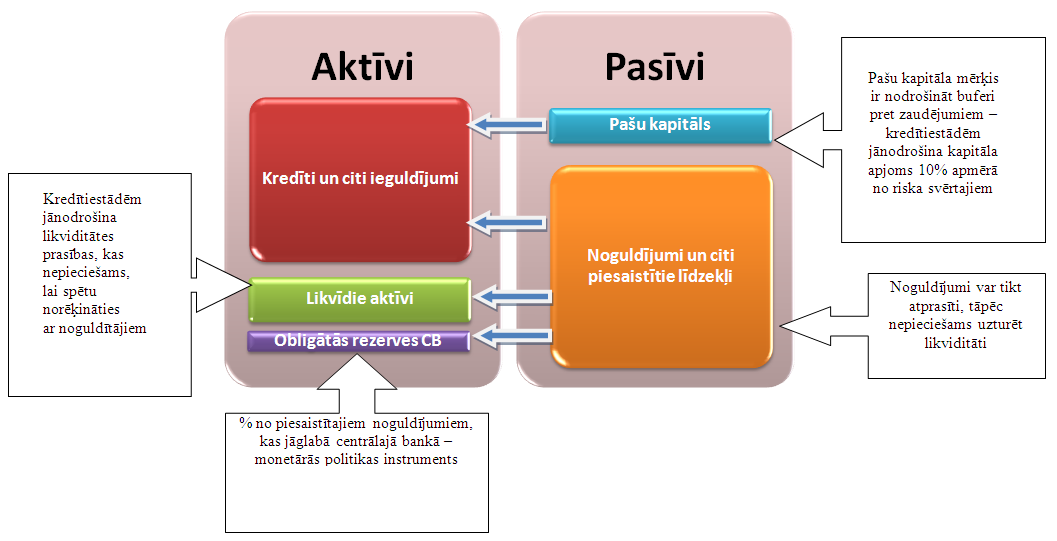 Aktīvi
Kredīti un citi ieguldījumi
Likvīdie aktīvi
Obligātās rezerves CB
Pasīvi
Pašu kapitāls
Noguldījumi un citi
piesaistītie līdzekļi
Kredītiestādēm
jānodrošina
likviditātes
prasības, kas
nepieciešams,
lai spētu
norēķināties
ar noguldītājiem
Pašu kapitāla mērķis
ir nodrošināt buferi
pret zaudējumiem –
kredītiestādēm
jānodrošina kapitāla
apjoms 10% apmērā
no riska svērtajiem
Noguldījumi var tikt
atprasīti, tāpēc
nepieciešams uzturēt
likviditāti
% no piesaistītajiem noguldījumiem,
kas jāglabā centrālajā bankā –
monetārās politikas instruments